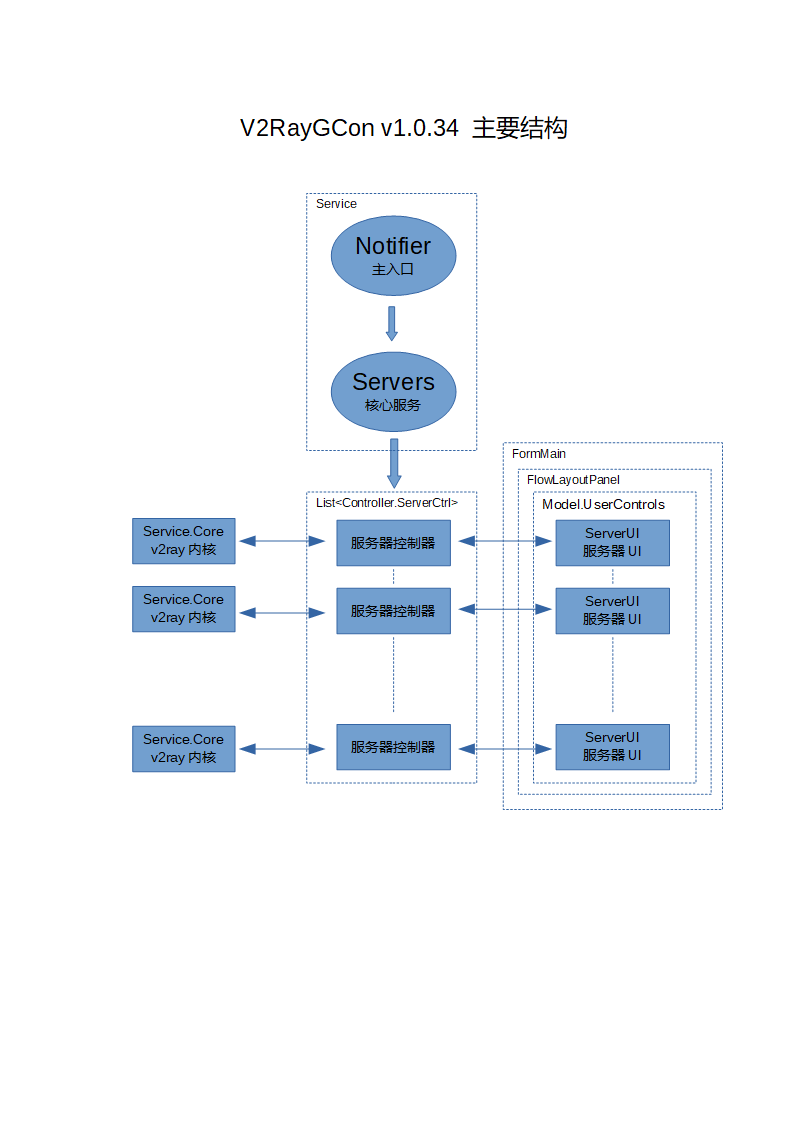 V2RayGCon v1.0.34 主要结构
Service
Notifier
主入口
Servers
核心服务
FormMain
FlowLayoutPanel
List<Controller.ServerCtrl>
Model.UserControls
Service.Core
v2ray 内核
服务器控制器
ServerUI
服务器 UI
Service.Core
v2ray 内核
服务器控制器
ServerUI
服务器 UI
Service.Core
v2ray 内核
服务器控制器
ServerUI
服务器 UI